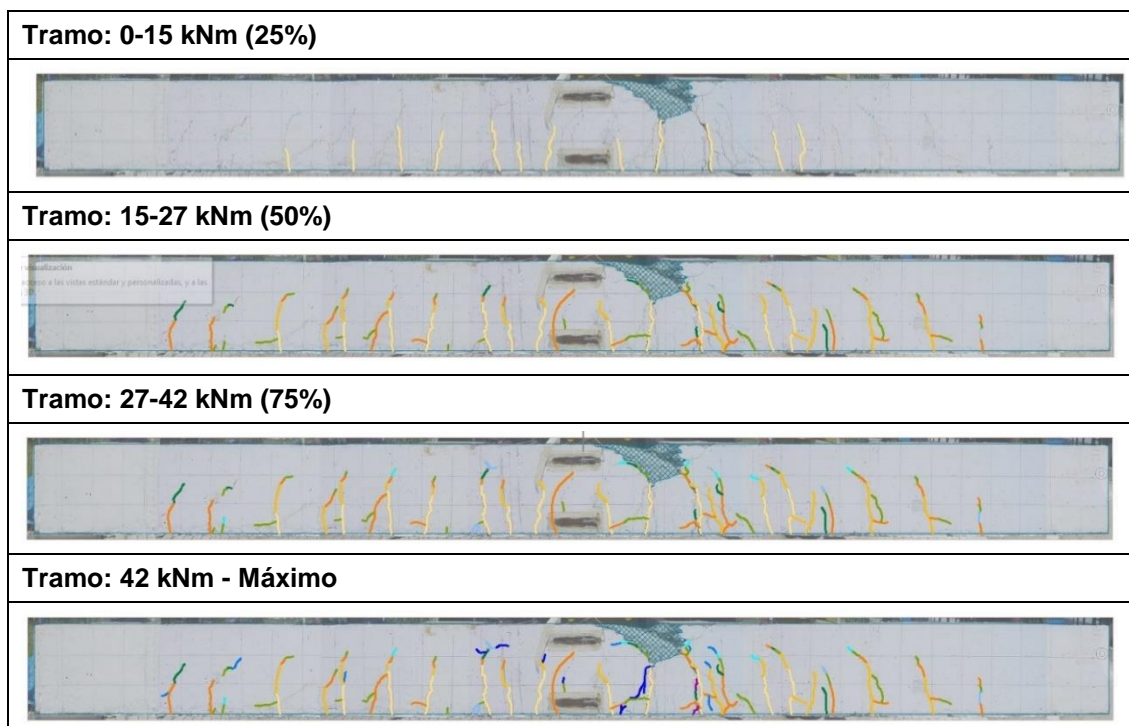 Tramo: 0-15 kNm (25%)
Tramo: 15-27 kNm (50%)
visualización
acceso a las vistas estándar y personalizadas, y a las
Tramo: 27-42 kNm (75%)
Tramo: 42 kNm - Máximo